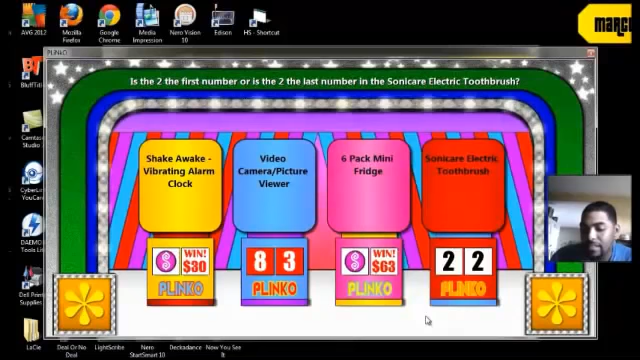 MARC
AVG 2012
Mozilla
Firefox
Google
Chrome
Media
Impression
Nero Vision
10
Edison
HS - Shortcut
PLINKO
Is the 2 the first number or is the 2 the last number in the Sonicare Electric Toothbrush?
Shake Awake -
Vibrating Alarm
Clock
Video
Camera/Picture
Viewer
6 Pack Mini
Fridge
Sonicare Electric
Toothbrush
$ WIN!
$30
8 3
$ WIN!
$63
2 2
PLINKO
PLINKO
PLINKO
PLINKO
Studio
LaCie
Deal Or No
Deal
LightScribe
Nero
StartSmart 10
Deckadance
Now You See
It